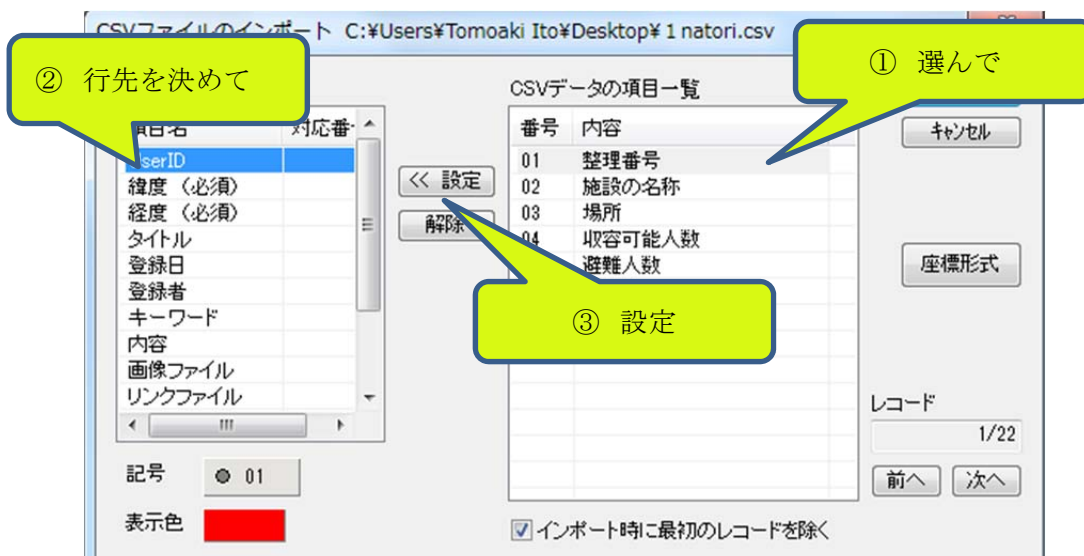 CSVファイルのインポート C:¥Users¥Tomoaki Ito¥Desktop¥１natori.csv
② 行先を決めて
① 選んで
項目名 対応番
UserID
緯度（必須）
経度（必須）
タイトル
登録日
登録者
キーワード
内容
画像ファイル
リンクファイル
記号
01
表示色
<< 設定
解除
③ 設定
CSVデータの項目一覧
番号 内容
01 整理番号
02 施設の名称
03 場所
04 収容可能人数
避難人数
インポート時に最初のレコードを除く
キャンセル
座標形式
レコード
1/22
前へ 次へ